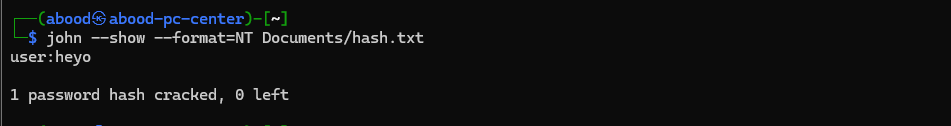 ┌──(abood㉿abood-pc-center)-[~]
└─$ john --show --format=NT Documents/hash.txt
user:heyo
1 password hash cracked, 0 left